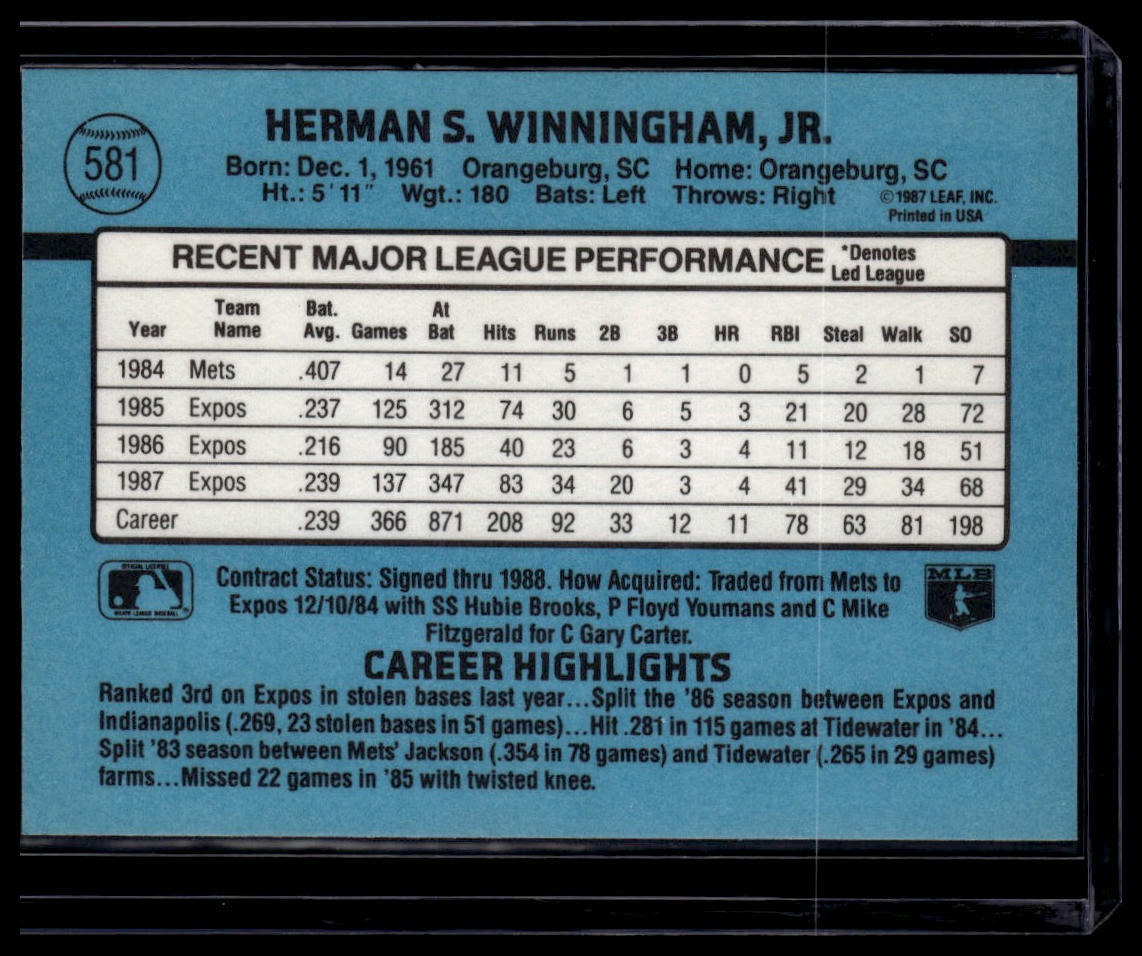 HERMAN S. WINNINGHAM, JR.
581
Born: Dec. 1, 1961 Orangeburg, SC Home: Orangeburg, SC
Ht.: 5'11" Wgt.: 180 Bats: Left Throws: Right
©1987 LEAF, INC.
Printed in USA
RECENT MAJOR LEAGUE PERFORMANCE *Denotes Led League
Year Team Name Bat. Avg. Games At Bat Hits Runs 2B 3B HR RBI Steal Walk SO
1984 Mets .407 14 27 11 5 1 1 0 5 2 1 7
1985 Expos .237 125 312 74 30 6 5 3 21 20 28 72
1986 Expos .216 90 185 40 23 6 3 4 11 12 18 51
1987 Expos .239 137 347 83 34 20 3 4 41 29 34 68
Career .239 366 871 208 92 33 12 11 78 63 81 198
OFFICIAL LICENSEE
MAJOR LEAGUE BASEBALL
MLB
Contract Status: Signed thru 1988. How Acquired: Traded from Mets to
Expos 12/10/84 with SS Hubie Brooks, P Floyd Youmans and C Mike
Fitzgerald for C Gary Carter.
CAREER HIGHLIGHTS
Ranked 3rd on Expos in stolen bases last year...Split the '86 season between Expos and
Indianapolis (.269, 23 stolen bases in 51 games)...Hit .281 in 115 games at Tidewater in '84...
Split '83 season between Mets' Jackson (.354 in 78 games) and Tidewater (.265 in 29 games)
farms...Missed 22 games in '85 with twisted knee.